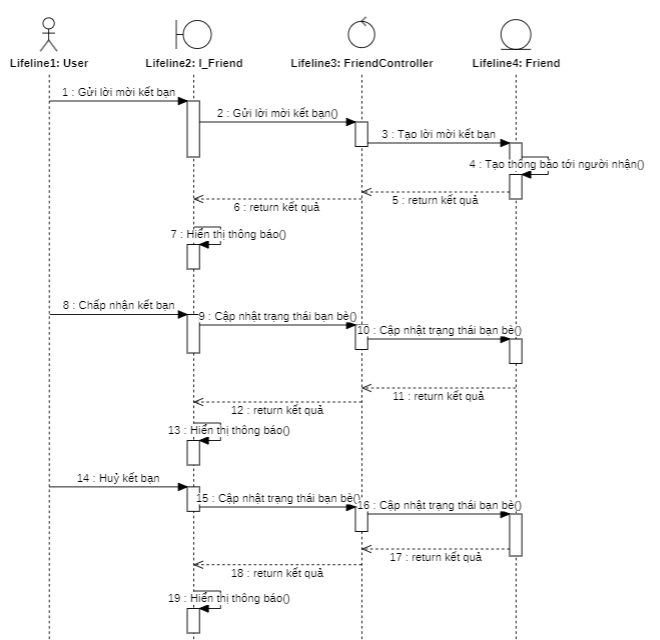 Lifeline1: User
Lifeline2: I_Friend
Lifeline3: FriendController
Lifeline4: Friend
1 : Gửi lời mời kết bạn
2 : Gửi lời mời kết bạn()
3 : Tạo lời mời kết bạn
4 : Tạo thông báo tới người nhận()
5 : return kết quả
6 : return kết quả
7 : Hiển thị thông báo()
8 : Chấp nhận kết bạn
9 : Cập nhật trạng thái bạn bè()
10 : Cập nhật trạng thái bạn bè()
11 : return kết quả
12 : return kết quả
13 : Hiển thị thông báo()
14 : Huỷ kết bạn
15 : Cập nhật trạng thái bạn bè()
16 : Cập nhật trạng thái bạn bè()
17 : return kết quả
18 : return kết quả
19 : Hiển thị thông báo()